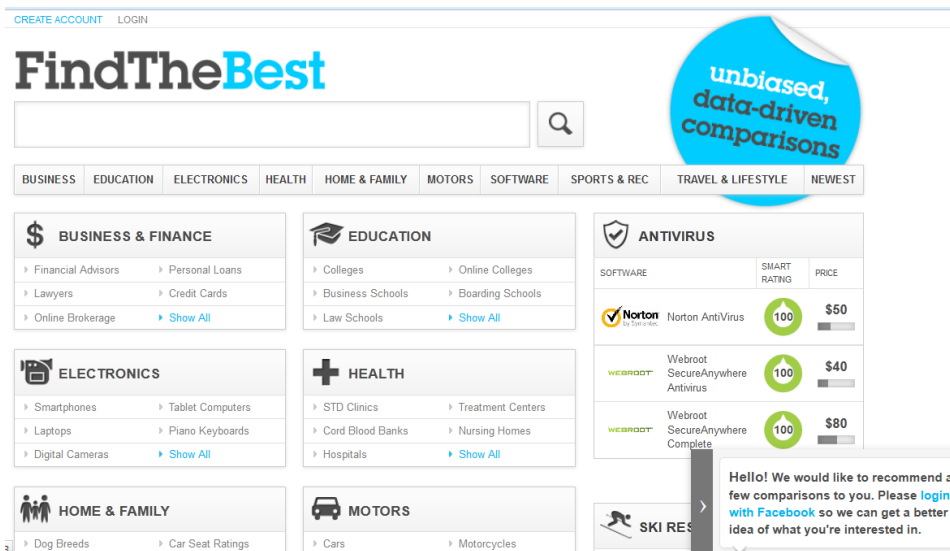 CREATE ACCOUNT LOGIN
FindTheBest
unbiased,
data-driven
comparisons
BUSINESS EDUCATION ELECTRONICS HEALTH HOME & FAMILY MOTORS SOFTWARE SPORTS & REC TRAVEL & LIFESTYLE NEWEST
$ BUSINESS & FINANCE
Financial Advisors Personal Loans
Lawyers Credit Cards
Online Brokerage Show All
EDUCATION
Colleges Online Colleges
Business Schools Boarding Schools
Law Schools Show All
ANTIVIRUS
SOFTWARE SMART RATING PRICE
Norton by Symantec Norton AntiVirus 100 $50
WEBROOT Webroot SecureAnywhere Antivirus 100 $40
WEBROOT Webroot SecureAnywhere Complete 100 $80
ELECTRONICS
Smartphones Tablet Computers
Laptops Piano Keyboards
Digital Cameras Show All
HEALTH
STD Clinics Treatment Centers
Cord Blood Banks Nursing Homes
Hospitals Show All
HOME & FAMILY
Dog Breeds Car Seat Ratings
MOTORS
Cars Motorcycles
SKI RES
Hello! We would like to recommend a
few comparisons to you. Please login
with Facebook so we can get a better
idea of what you're interested in.